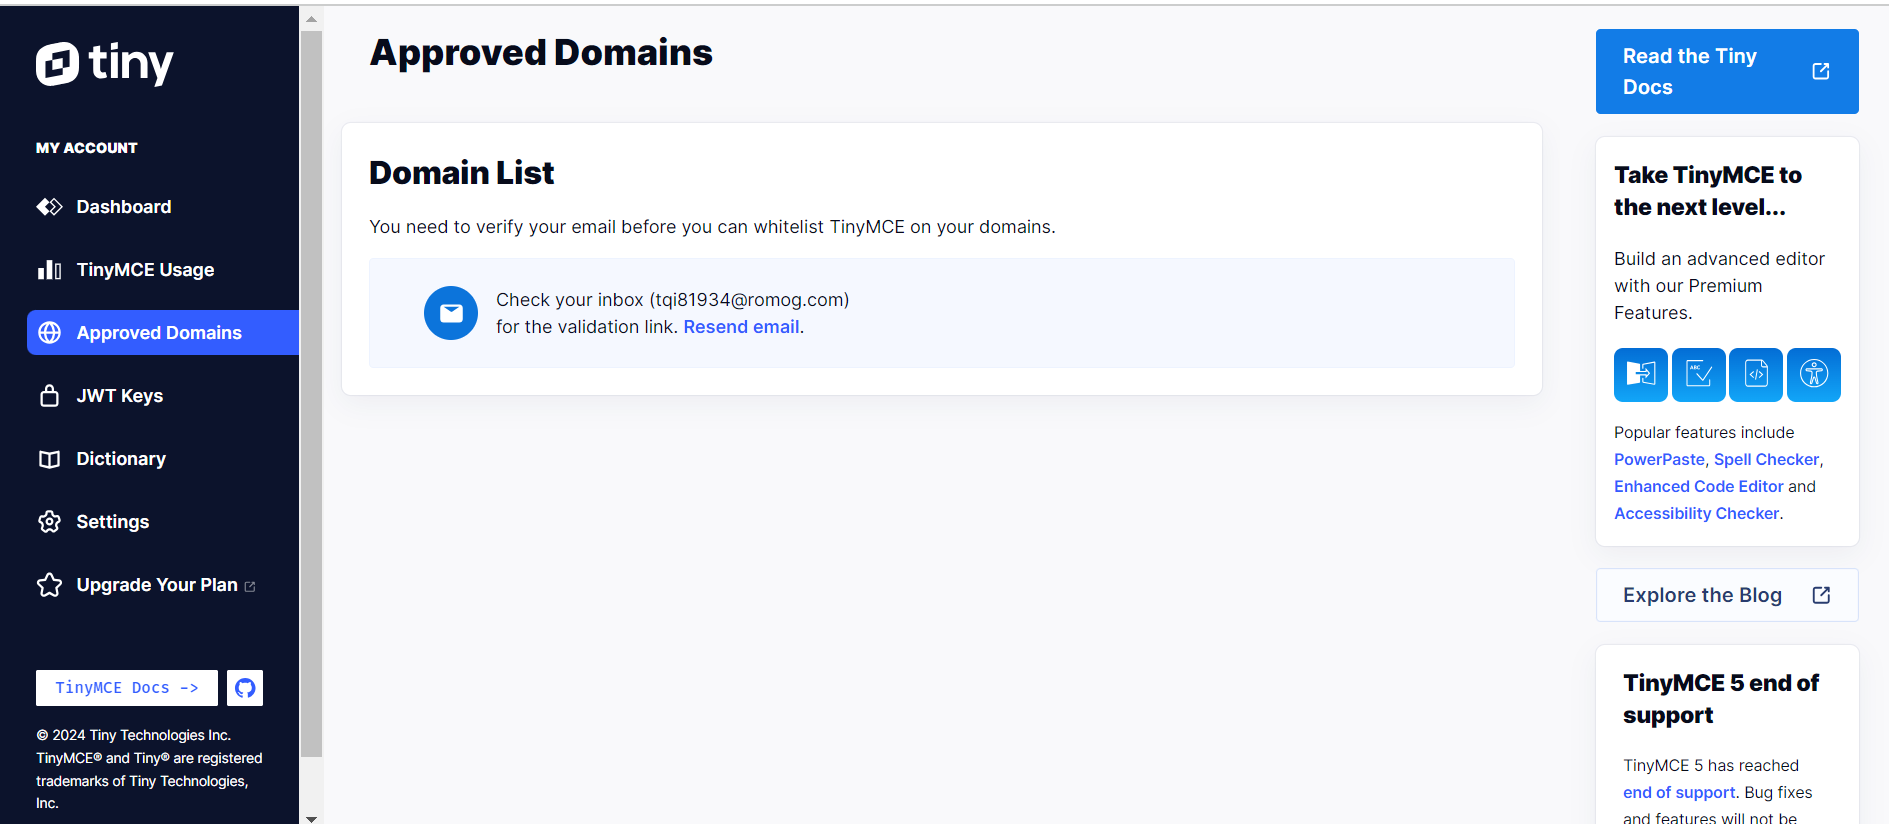 tiny
MY ACCOUNT
Dashboard
TinyMCE Usage
Approved Domains
JWT Keys
Dictionary
Settings
Upgrade Your Plan
TinyMCE Docs ->
© 2024 Tiny Technologies Inc.
TinyMCE® and Tiny® are registered
trademarks of Tiny Technologies,
Inc.
Approved Domains
Domain List
You need to verify your email before you can whitelist TinyMCE on your domains.
Check your inbox (tqi81934@romog.com)
for the validation link. Resend email.
Read the Tiny
Docs
Take TinyMCE to
the next level...
Build an advanced editor
with our Premium
Features.
ABC
Popular features include
PowerPaste, Spell Checker,
Enhanced Code Editor and
Accessibility Checker.
Explore the Blog
TinyMCE 5 end of
support
TinyMCE 5 has reached
end of support. Bug fixes
and features will not be